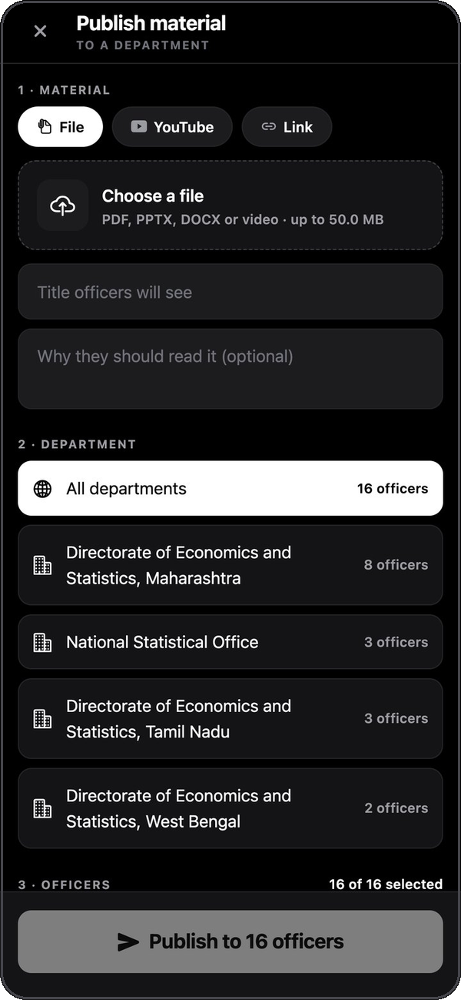 Publish material
TO A DEPARTMENT
1 · MATERIAL
File
YouTube
Link
Choose a file
PDF, PPTX, DOCX or video · up to 50.0 MB
Title officers will see
Why they should read it (optional)
2 · DEPARTMENT
All departments
16 officers
Directorate of Economics and
Statistics, Maharashtra
8 officers
National Statistical Office
3 officers
Directorate of Economics and
Statistics, Tamil Nadu
3 officers
Directorate of Economics and
Statistics, West Bengal
2 officers
3 · OFFICERS
16 of 16 selected
Publish to 16 officers